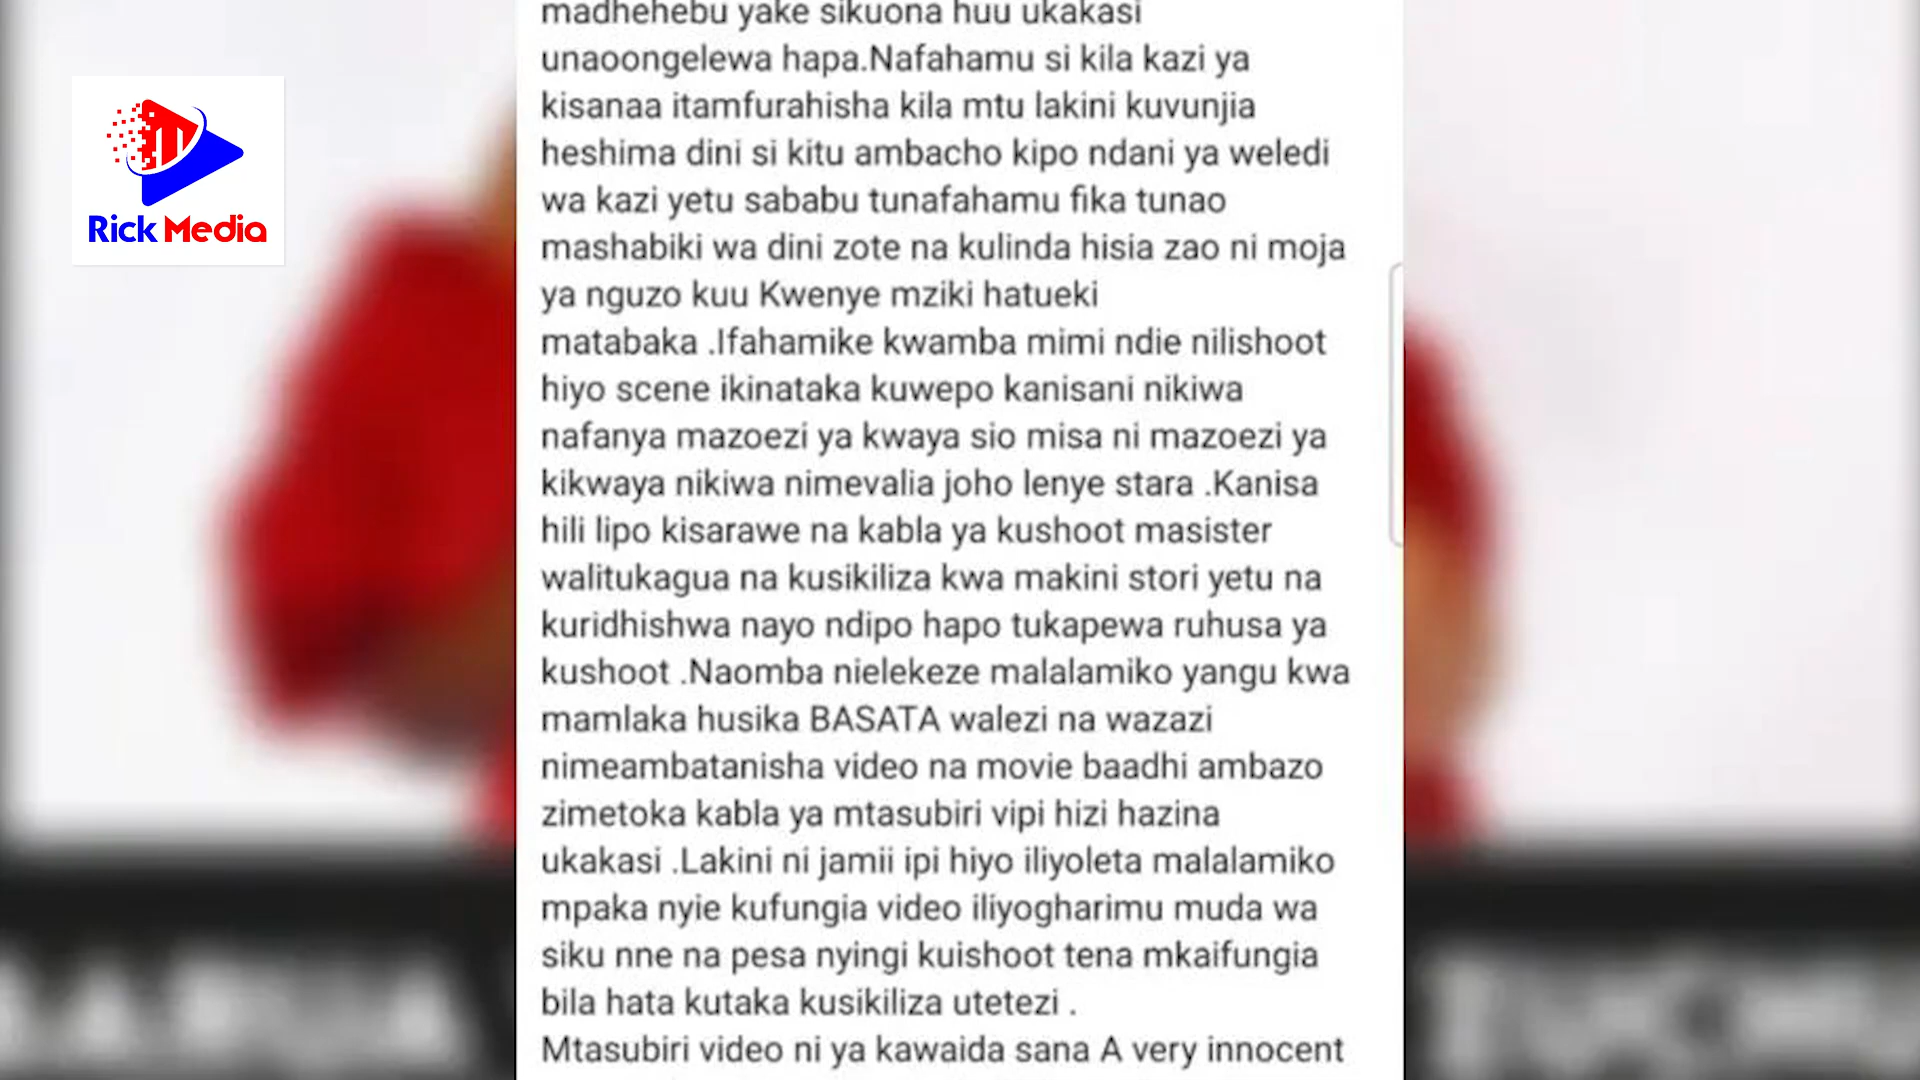 Rick Media
madhehebu yake sikuona huu ukakasi
unaoongelewa hapa.Nafahamu si kila kazi ya
kisanaa itamfurahisha kila mtu lakini kuvunjia
heshima dini si kitu ambacho kipo ndani ya weledi
wa kazi yetu sababu tunafahamu fika tunao
mashabiki wa dini zote na kulinda hisia zao ni moja
ya nguzo kuu Kwenye mziki hatueki
matabaka .Ifahamike kwamba mimi ndie nilishoot
hiyo scene ikinataka kuwepo kanisani nikiwa
nafanya mazoezi ya kwaya sio misa ni mazoezi ya
kikwaya nikiwa nimevalia joho lenye stara .Kanisa
hili lipo kisarawe na kabla ya kushoot masister
walitukagua na kusikiliza kwa makini stori yetu na
kuridhishwa nayo ndipo hapo tukapewa ruhusa ya
kushoot .Naomba nielekeze malalamiko yangu kwa
mamlaka husika BASATA walezi na wazazi
nimeambatanisha video na movie baadhi ambazo
zimetoka kabla ya mtasubiri vipi hizi hazina
ukakasi .Lakini ni jamii ipi hiyo iliyoleta malalamiko
mpaka nyie kufungia video iliyogharimu muda wa
siku nne na pesa nyingi kuishoot tena mkaifungia
bila hata kutaka kusikiliza utetezi .
Mtasubiri video ni ya kawaida sana A very innocent